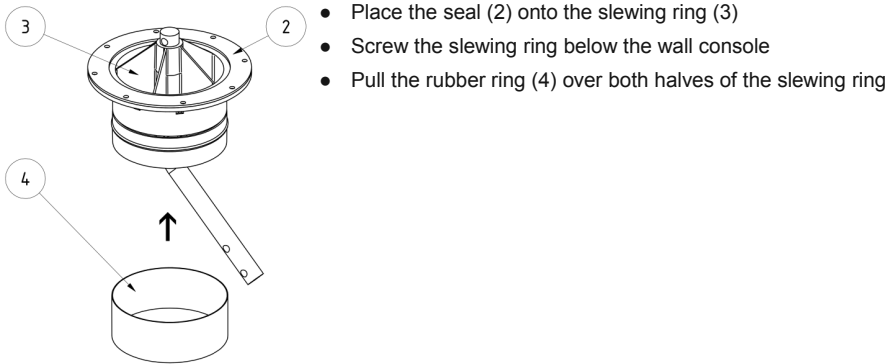 3
2
4
● Place the seal (2) onto the slewing ring (3)
● Screw the slewing ring below the wall console
● Pull the rubber ring (4) over both halves of the slewing ring